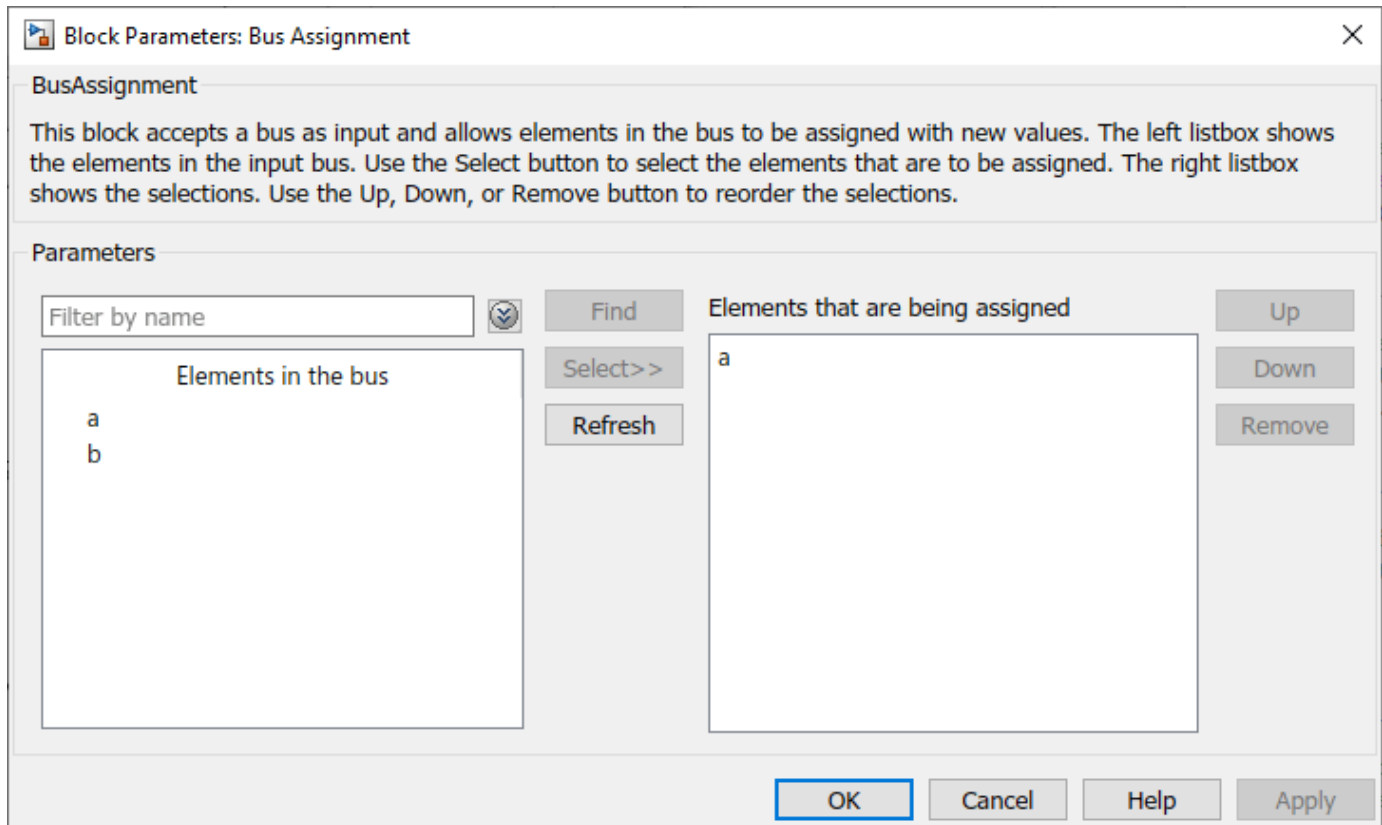 Block Parameters: Bus Assignment
BusAssignment
This block accepts a bus as input and allows elements in the bus to be assigned with new values. The left listbox shows
the elements in the input bus. Use the Select button to select the elements that are to be assigned. The right listbox
shows the selections. Use the Up, Down, or Remove button to reorder the selections.
Parameters
Filter by name
Find
Elements that are being assigned
Up
Elements in the bus
Select>>
a
Down
a
Refresh
Remove
b
OK
Cancel
Help
Apply